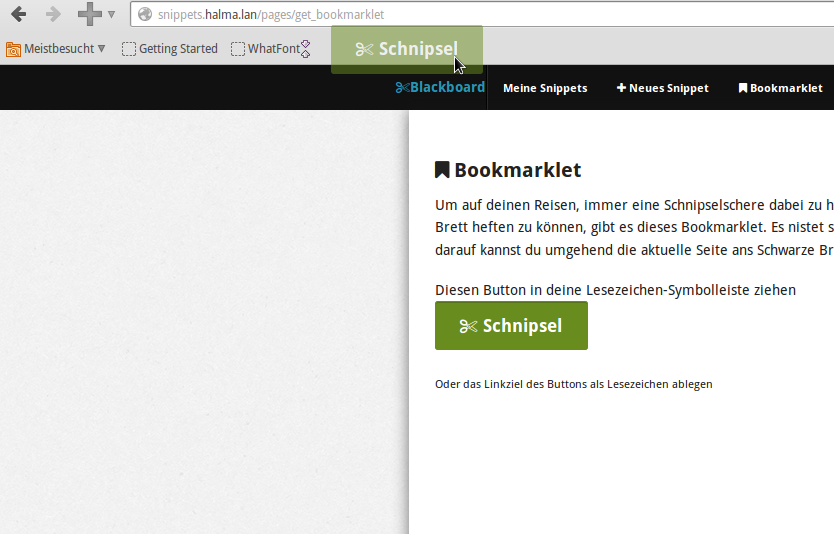 snippets.halma.lan/pages/get_bookmarklet
Meistbesucht Getting Started WhatFont Schnipsel
Blackboard Meine Snippets Neues Snippet Bookmarklet
Bookmarklet
Um auf deinen Reisen, immer eine Schnipselschere dabei zu h
Brett heften zu können, gibt es dieses Bookmarklet. Es nistet s
darauf kannst du umgehend die aktuelle Seite ans Schwarze Br
Diesen Button in deine Lesezeichen-Symbolleiste ziehen
Schnipsel
Oder das Linkziel des Buttons als Lesezeichen ablegen